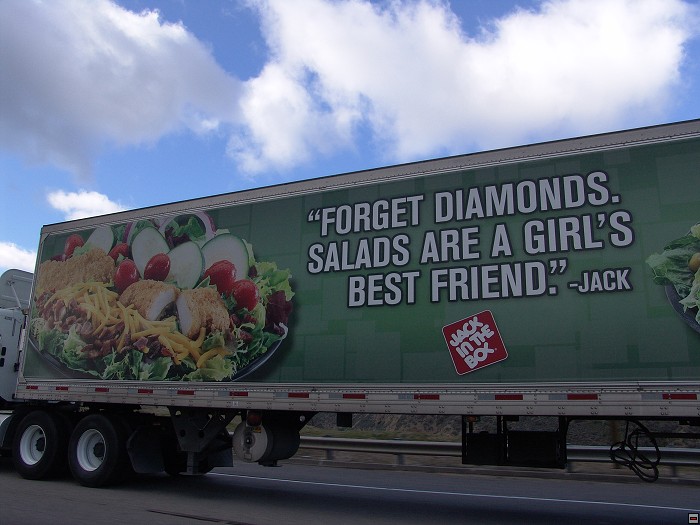 “FORGET DIAMONDS.
SALADS ARE A GIRL’S
BEST FRIEND.” -JACK
JACK
IN THE
BOX